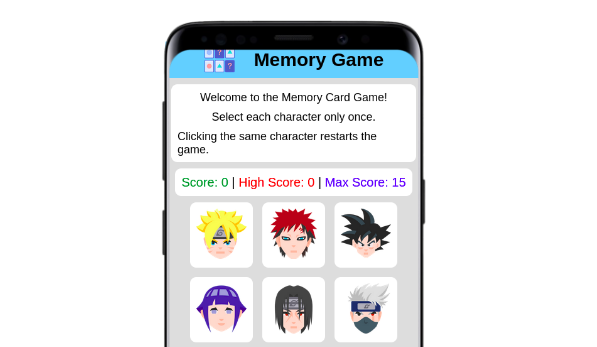 Memory Game
Welcome to the Memory Card Game!
Select each character only once.
Clicking the same character restarts the
game.
Score: 0 | High Score: 0 | Max Score: 15